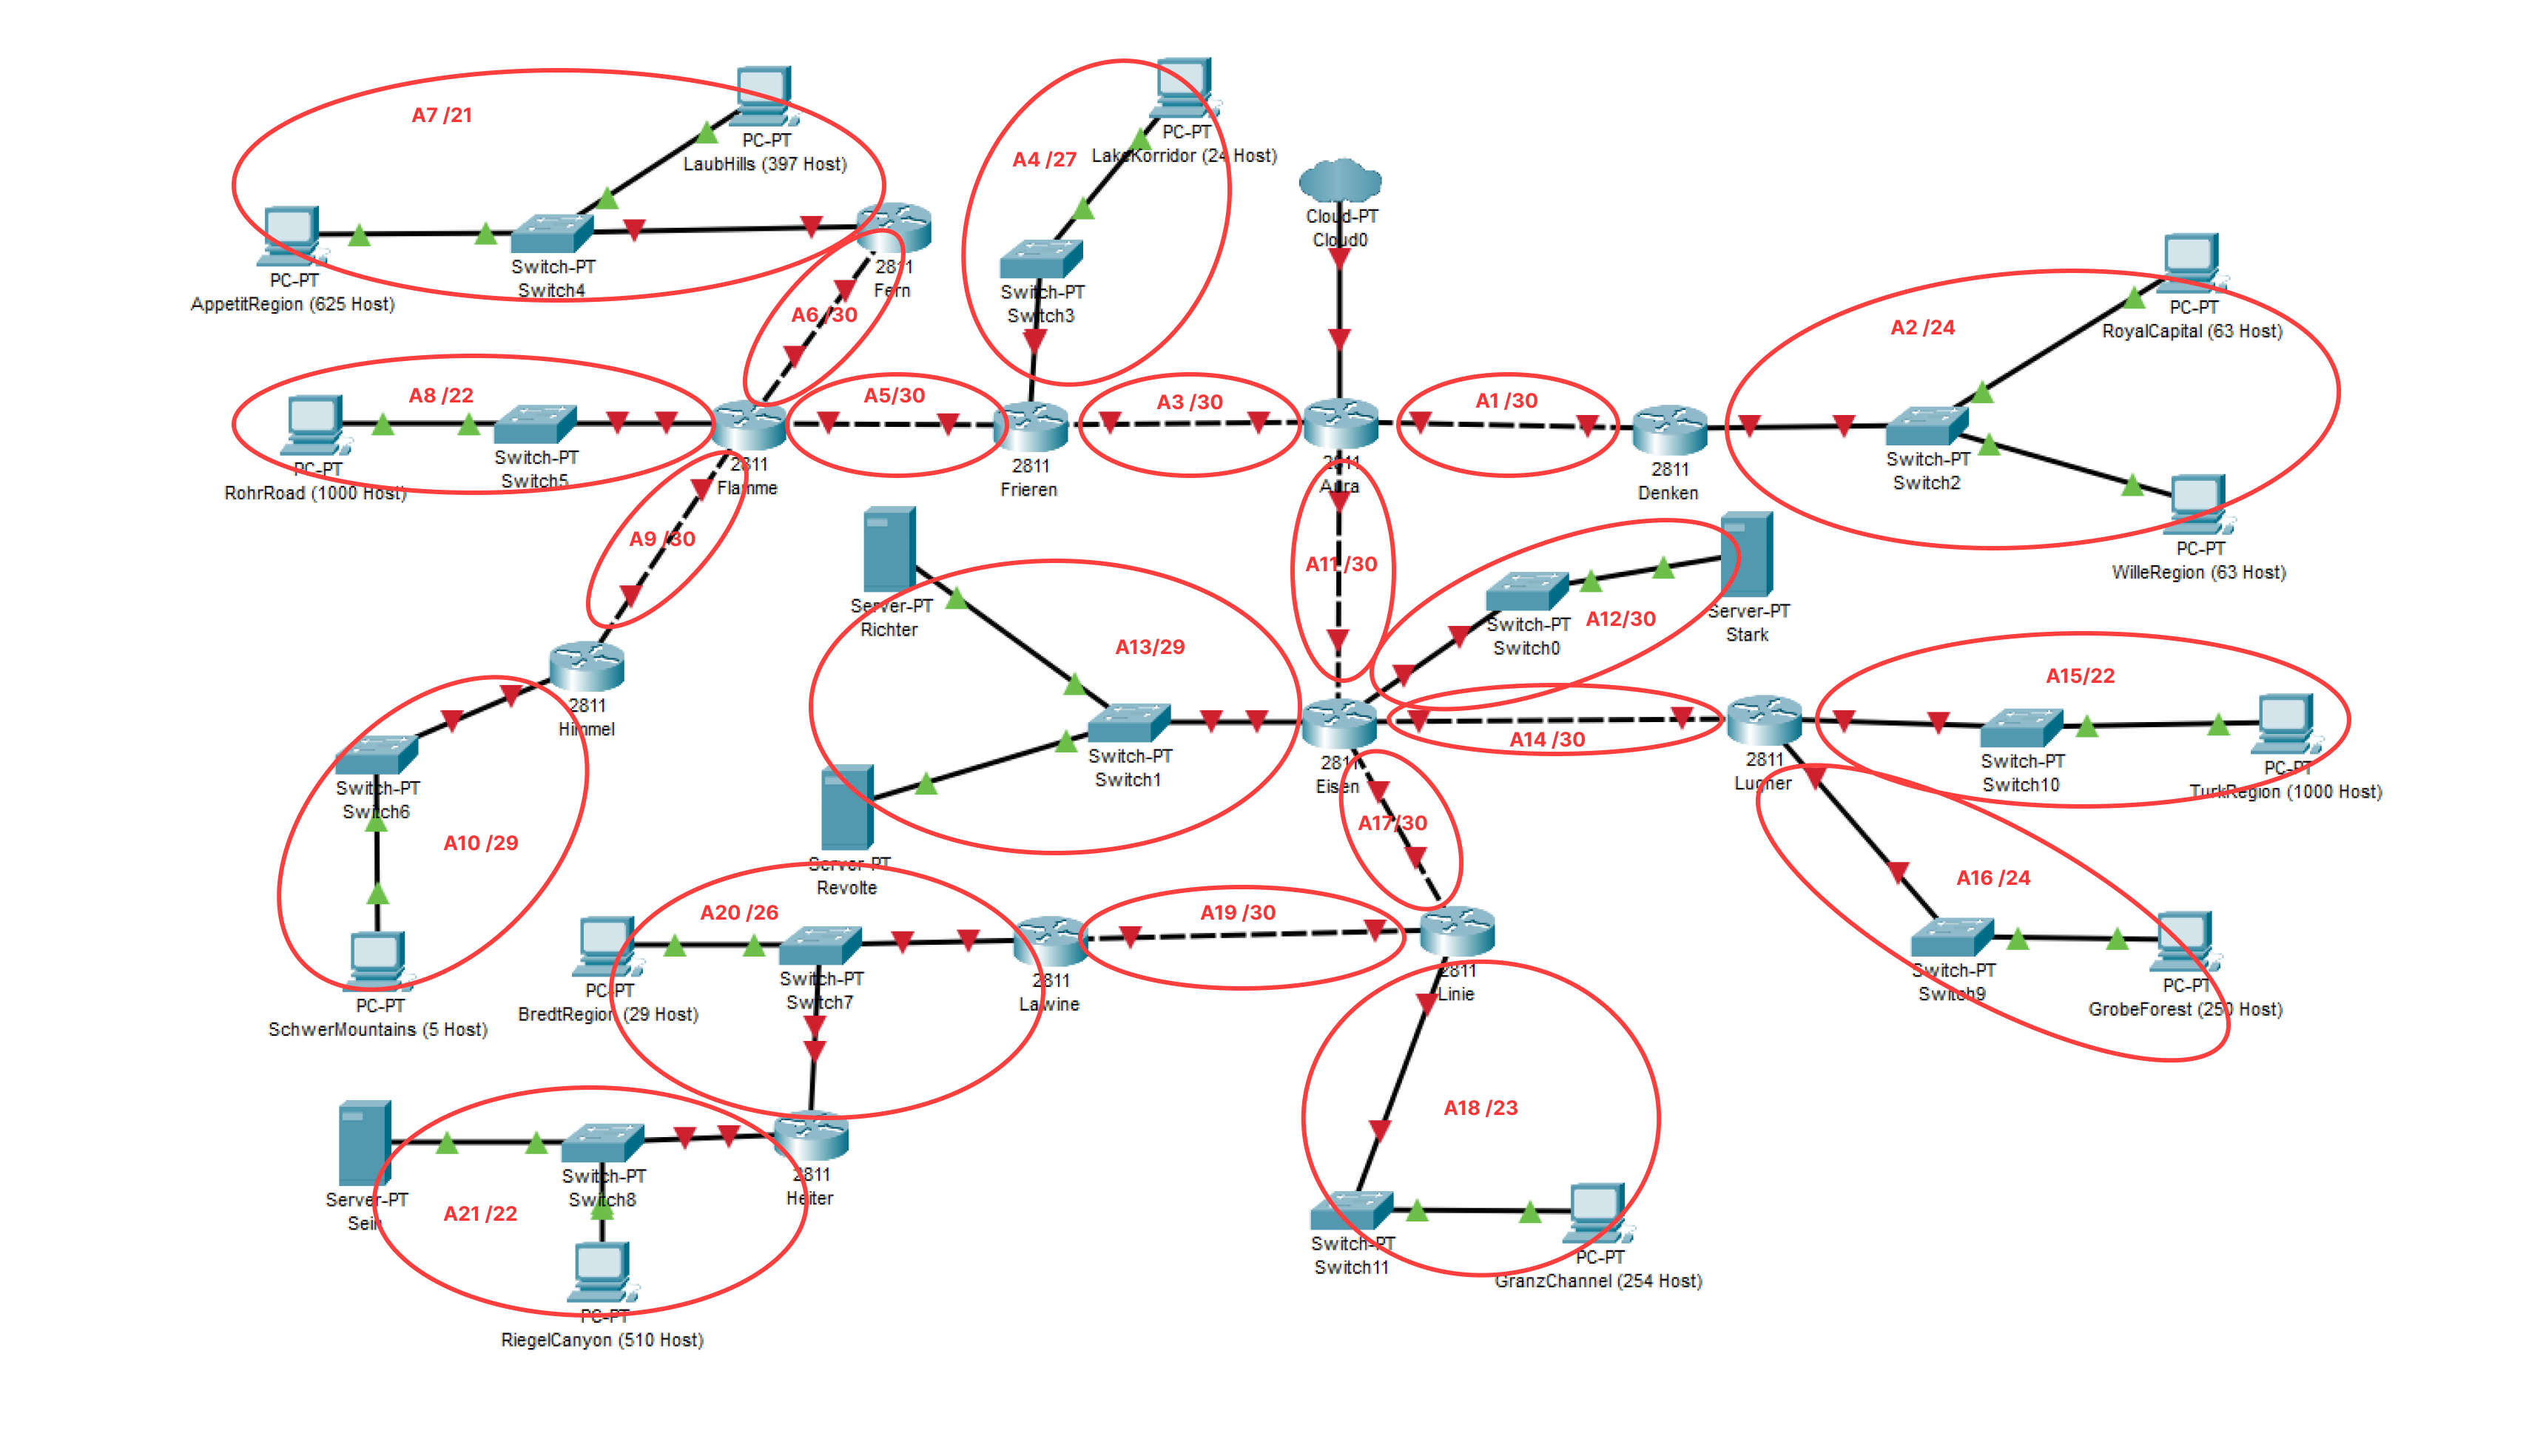 A7 /21
PC-PT
LaubHills (397 Host)
PC-PT
AppetitRegion (625 Host)
Switch-PT
Switch4
2811
Fern
A6 /30
A4 /27
PC-PT
LakeKorridor (24 Host)
Switch-PT
Switch3
Cloud-PT
Cloud0
A2 /24
PC-PT
RoyalCapital (63 Host)
Switch-PT
Switch2
PC-PT
WilleRegion (63 Host)
A8 /22
PC-PT
RohrRoad (1000 Host)
Switch-PT
Switch5
2811
Flamme
A5/30
2811
Frieren
A3 /30
2811
Aura
A1 /30
2811
Denken
A9 /30
2811
Himmel
Server-PT
Richter
A13/29
Switch-PT
Switch1
Server-PT
Revolte
A11/30
Switch-PT
Switch0
A12/30
Server-PT
Stark
2811
Eisen
A14 /30
2811
Lugner
A15/22
Switch-PT
Switch10
PC-PT
TurkRegion (1000 Host)
Switch-PT
Switch6
A10 /29
PC-PT
SchwerMountains (5 Host)
A17/30
A16 /24
Switch-PT
Switch9
PC-PT
GrobeForest (250 Host)
A20 /26
PC-PT
BredtRegion (29 Host)
Switch-PT
Switch7
2811
Lawine
A19 /30
2811
Linie
A18 /23
Switch-PT
Switch11
PC-PT
GranzChannel (254 Host)
Server-PT
Sein
A21 /22
Switch-PT
Switch8
2811
Heiter
PC-PT
RiegelCanyon (510 Host)